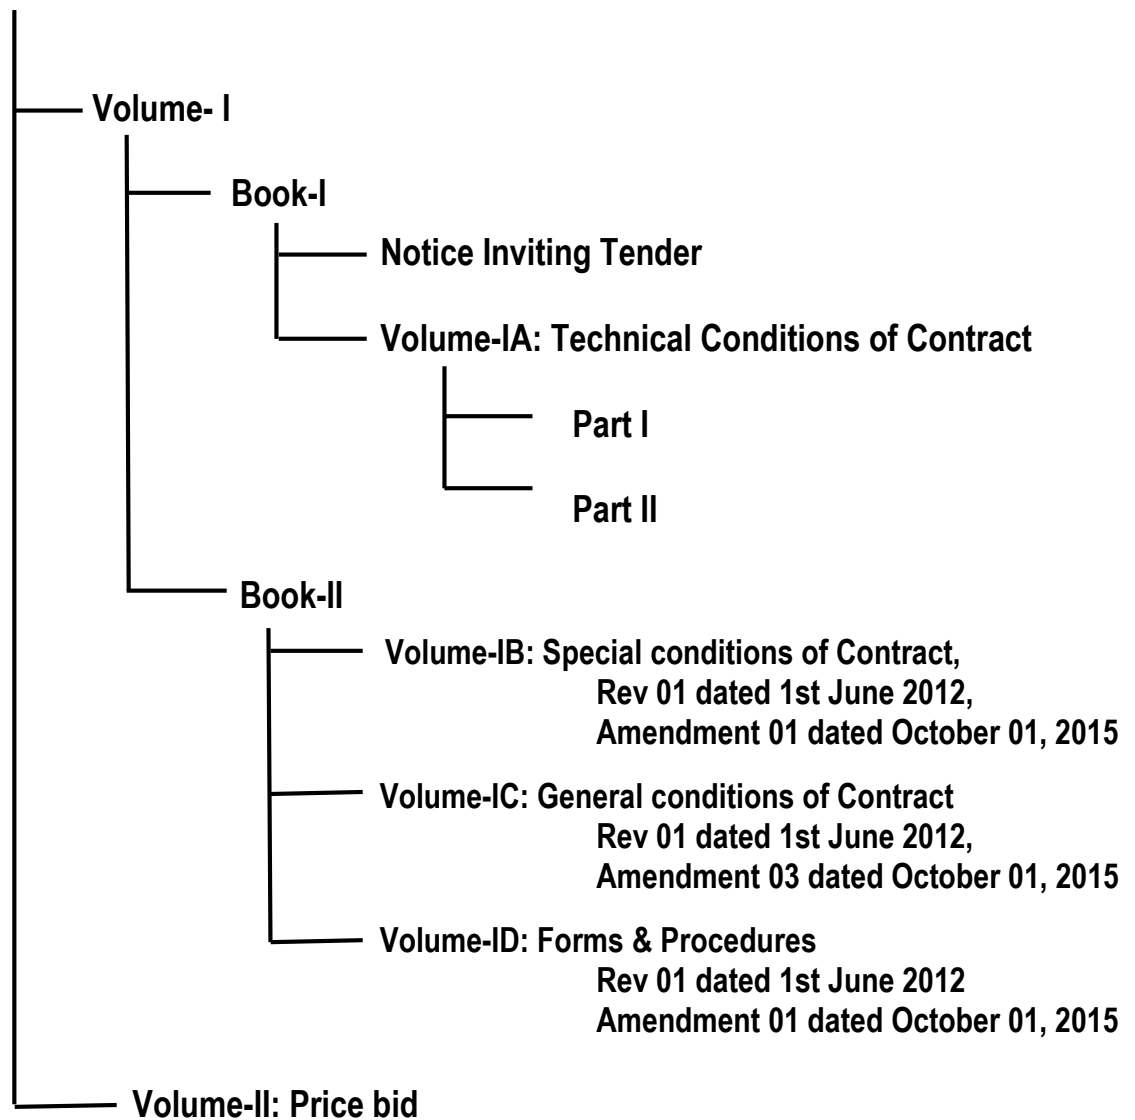 Volume- I
Book-I
Notice Inviting Tender
Volume-IA: Technical Conditions of Contract
Part I
Part II
Book-II
Volume-IB: Special conditions of Contract,
Rev 01 dated 1st June 2012,
Amendment 01 dated October 01, 2015
Volume-IC: General conditions of Contract
Rev 01 dated 1st June 2012,
Amendment 03 dated October 01, 2015
Volume-ID: Forms & Procedures
Rev 01 dated 1st June 2012
Amendment 01 dated October 01, 2015
Volume-II: Price bid